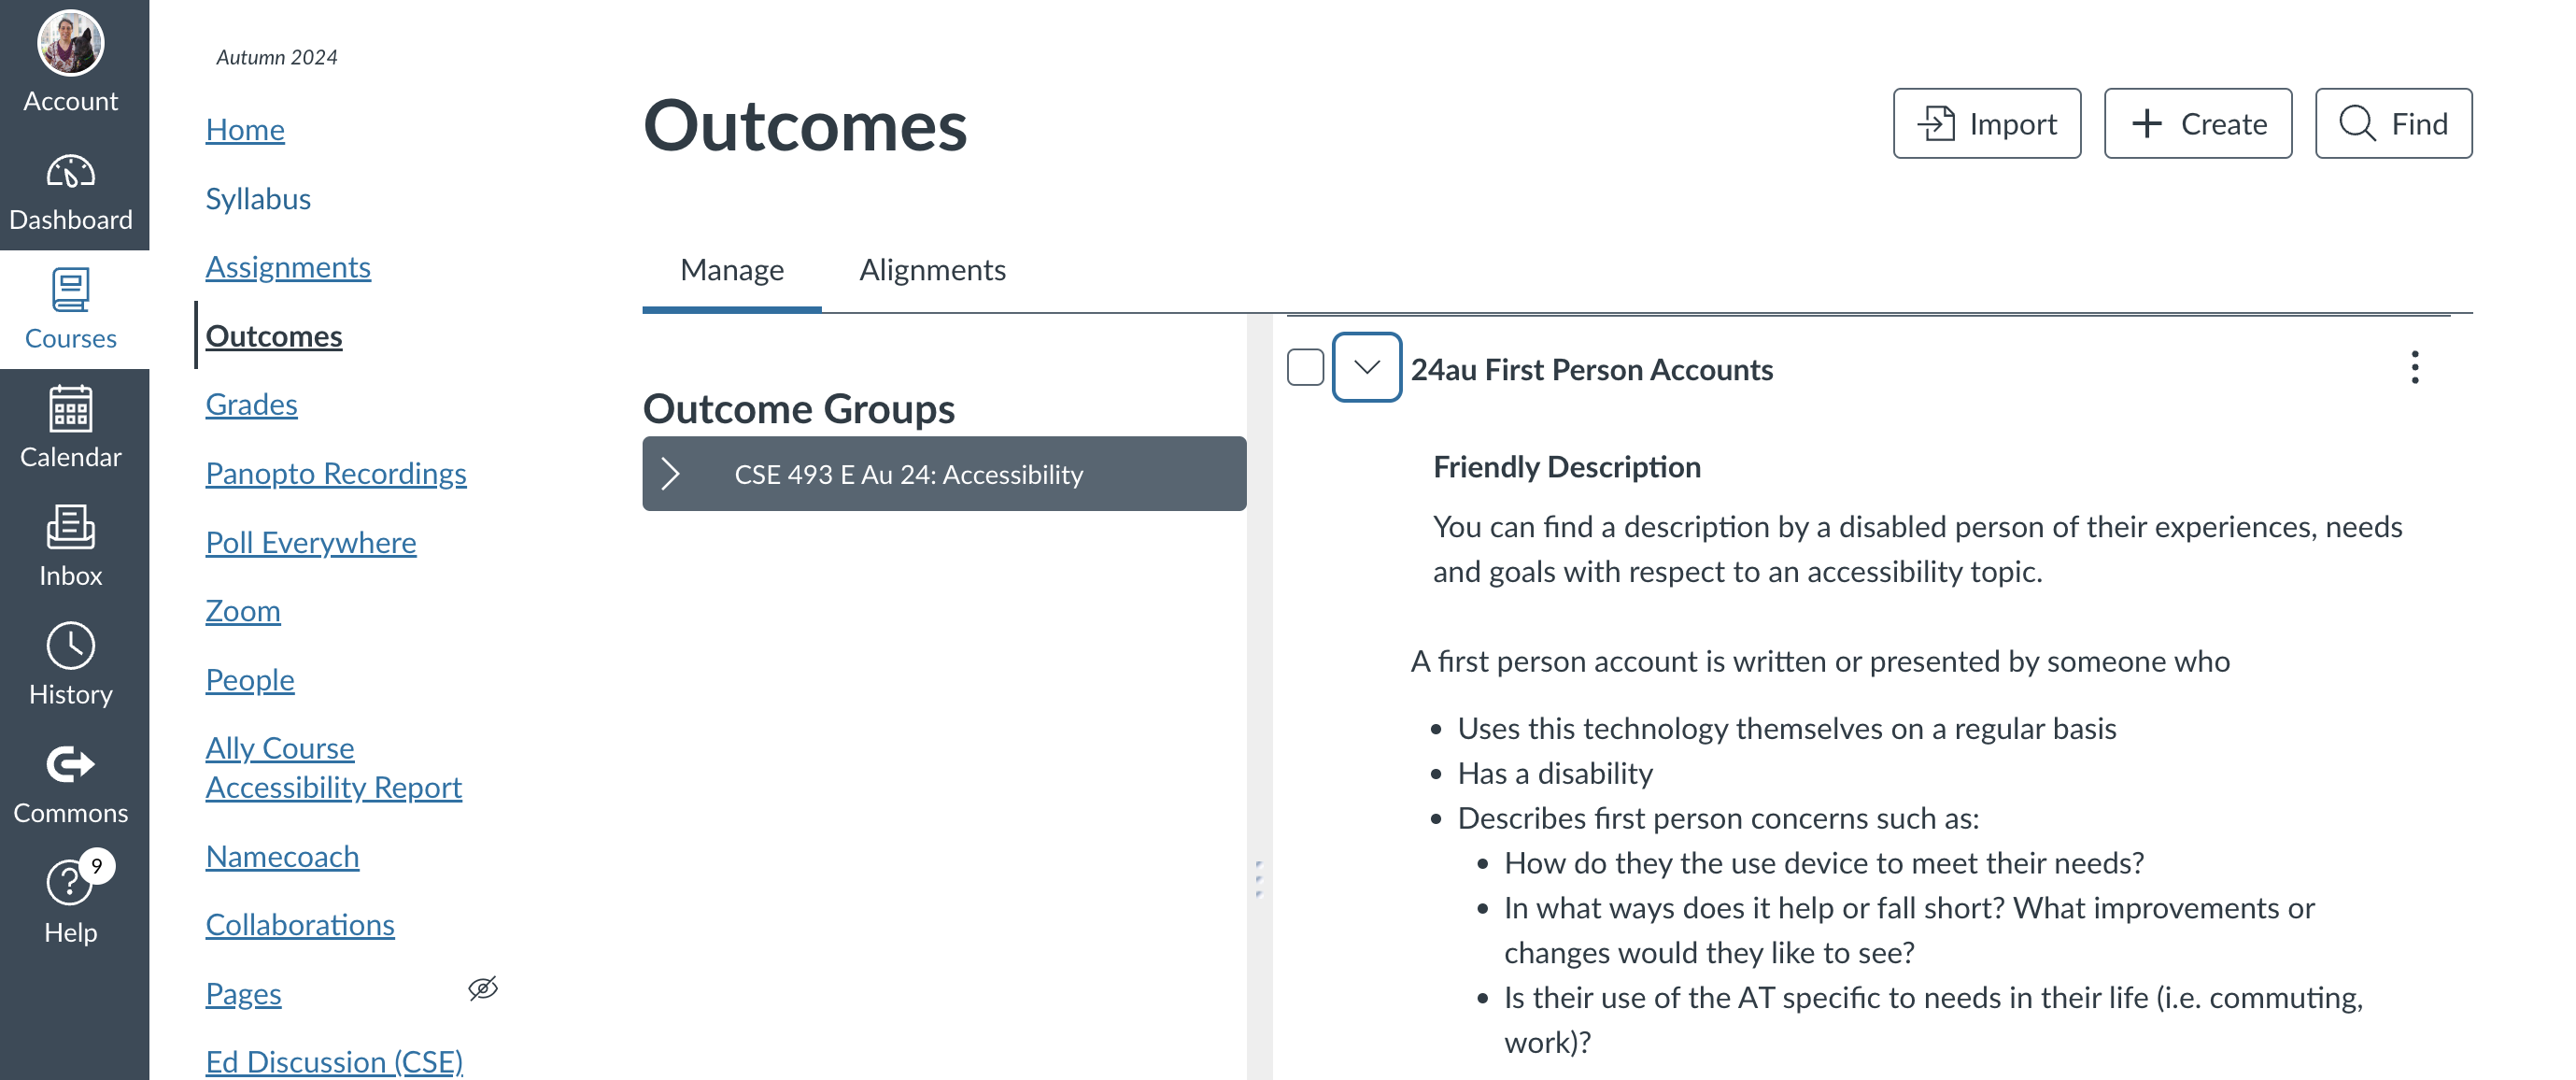 Account
Dashboard
Courses
Calendar
Inbox
History
Commons
9
Help
Autumn 2024
Home
Syllabus
Assignments
Outcomes
Grades
Panopto Recordings
Poll Everywhere
Zoom
People
Ally Course
Accessibility Report
Namecoach
Collaborations
Pages
Ed Discussion (CSE)
Outcomes
Import
Create
Find
Manage
Alignments
Outcome Groups
CSE 493 E Au 24: Accessibility
24au First Person Accounts
Friendly Description
You can find a description by a disabled person of their experiences, needs
and goals with respect to an accessibility topic.
A first person account is written or presented by someone who
• Uses this technology themselves on a regular basis
• Has a disability
• Describes first person concerns such as:
• How do they the use device to meet their needs?
• In what ways does it help or fall short? What improvements or
changes would they like to see?
• Is their use of the AT specific to needs in their life (i.e. commuting,
work)?